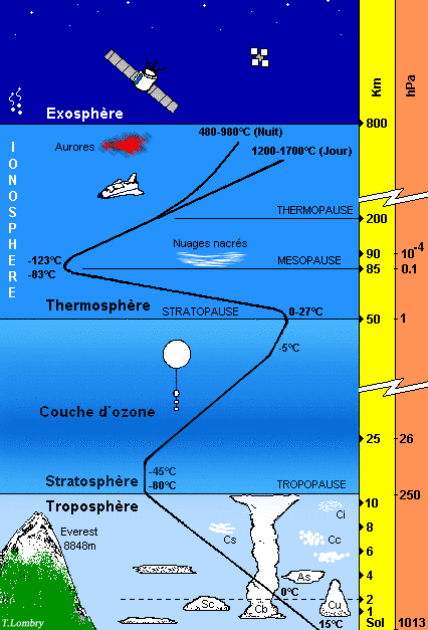 Km
hPa
Exosphère
800
480-980°C (Nuit)
Aurores
1200-1700°C (Jour)
IONOSPHERE
THERMOPAUSE
200
Nuages nacrés
-123°C
MESOPAUSE
90
10-4
-83°C
85
0.1
Thermosphère
STRATOPAUSE
0-27°C
50
1
-5°C
Couche d'ozone
25
26
-45°C
Stratosphère
-80°C
TROPOPAUSE
250
Troposphère
10
Ci
Everest
8848m
Cs
8
Cc
6
As
4
0°C
2
Sc
Cb
Cu
1
T.Lombry
15°C
Sol
1013